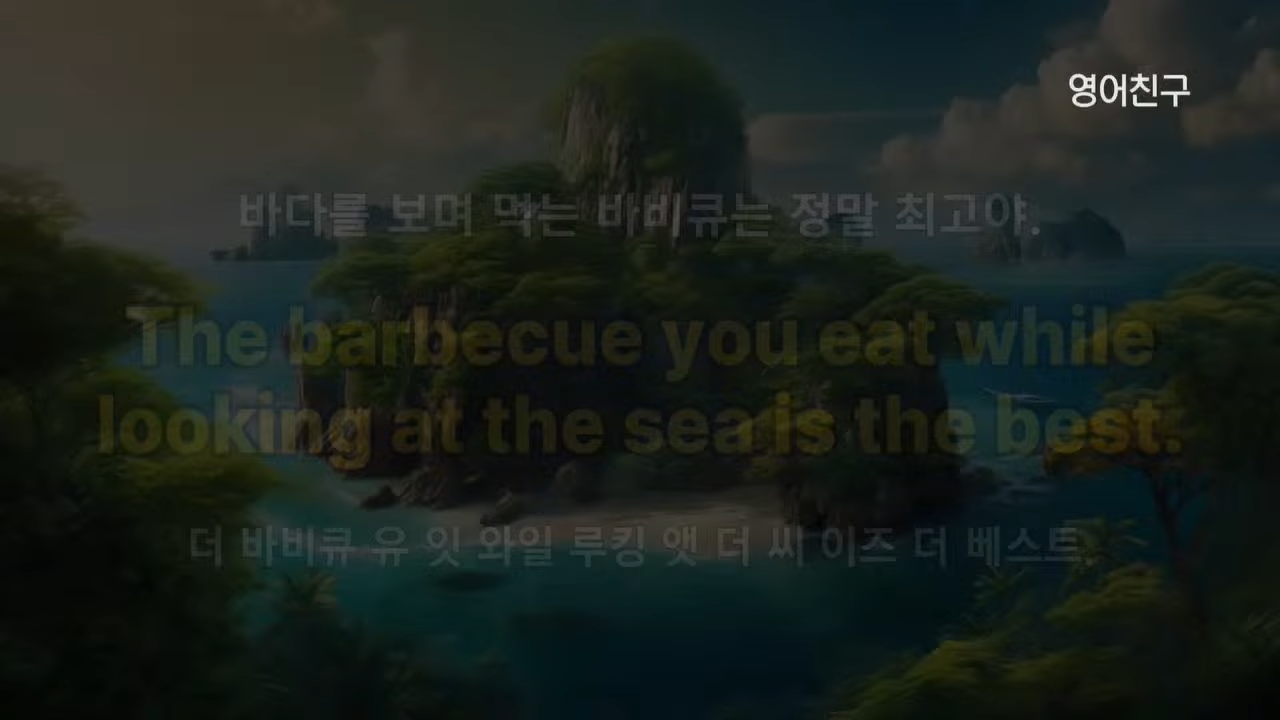 영어친구
바다를 보며 먹는 바비큐는 정말 최고야.
The barbecue you eat while
looking at the sea is the best.
더 바비큐 유 잇 와일 루킹 앳 더 씨 이즈 더 베스트